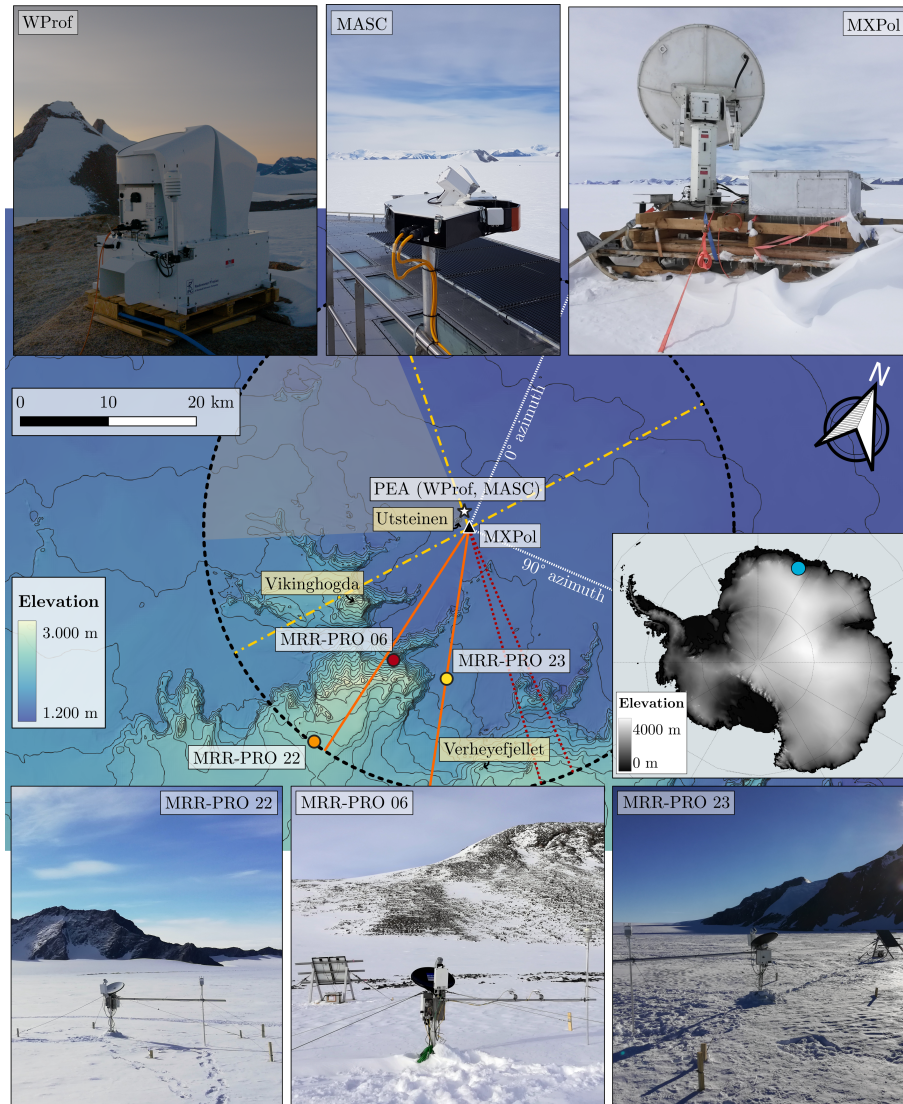 WProf
MASC
MXPol
0 10 20 km
N
0° azimuth
PEA (WProf, MASC)
Utsteinen
MXPol
90° azimuth
Vikinghogda
MRR-PRO 06
MRR-PRO 23
Elevation
3.000 m
1.200 m
MRR-PRO 22
Verheyefjellet
Elevation
4000 m
0 m
MRR-PRO 22
MRR-PRO 06
MRR-PRO 23